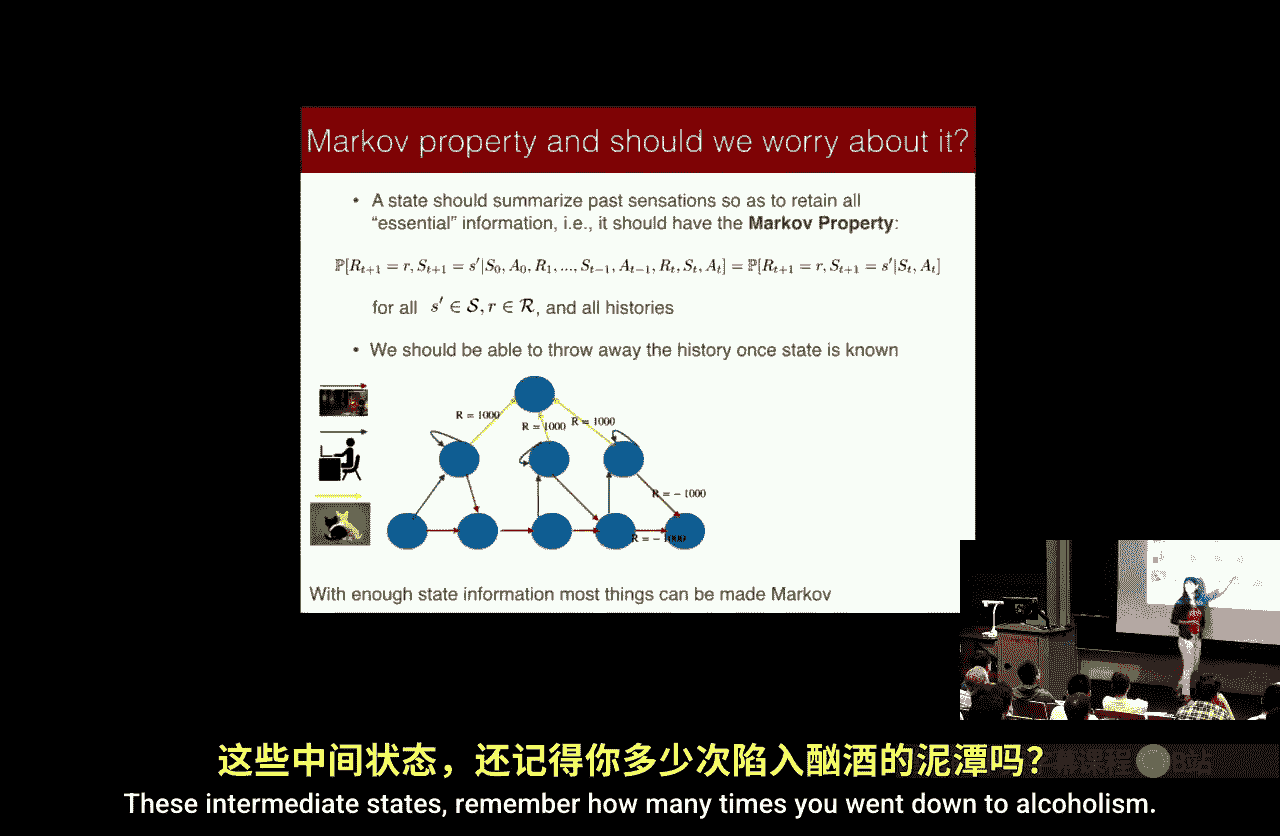 Markov property and should we worry about it?
• A state should summarize past sensations so as to retain all
“essential” information, i.e., it should have the Markov Property:
ℙ[R_{t+1} = r, S_{t+1} = s′|S_0, A_0, R_1, ..., S_{t−1}, A_{t−1}, R_t, S_t, A_t] = ℙ[R_{t+1} = r, S_{t+1} = s′|S_t, A_t]
for all s′ ∈ 𝒮, r ∈ ℛ, and all histories
• We should be able to throw away the history once state is known
R = 1000
R = 1000
R = 1000
R = − 1000
R = − 1000
With enough state information most things can be made Markov
这些中间状态，还记得你多少次陷入酗酒的泥潭吗？
These intermediate states, remember how many times you went down to alcoholism.